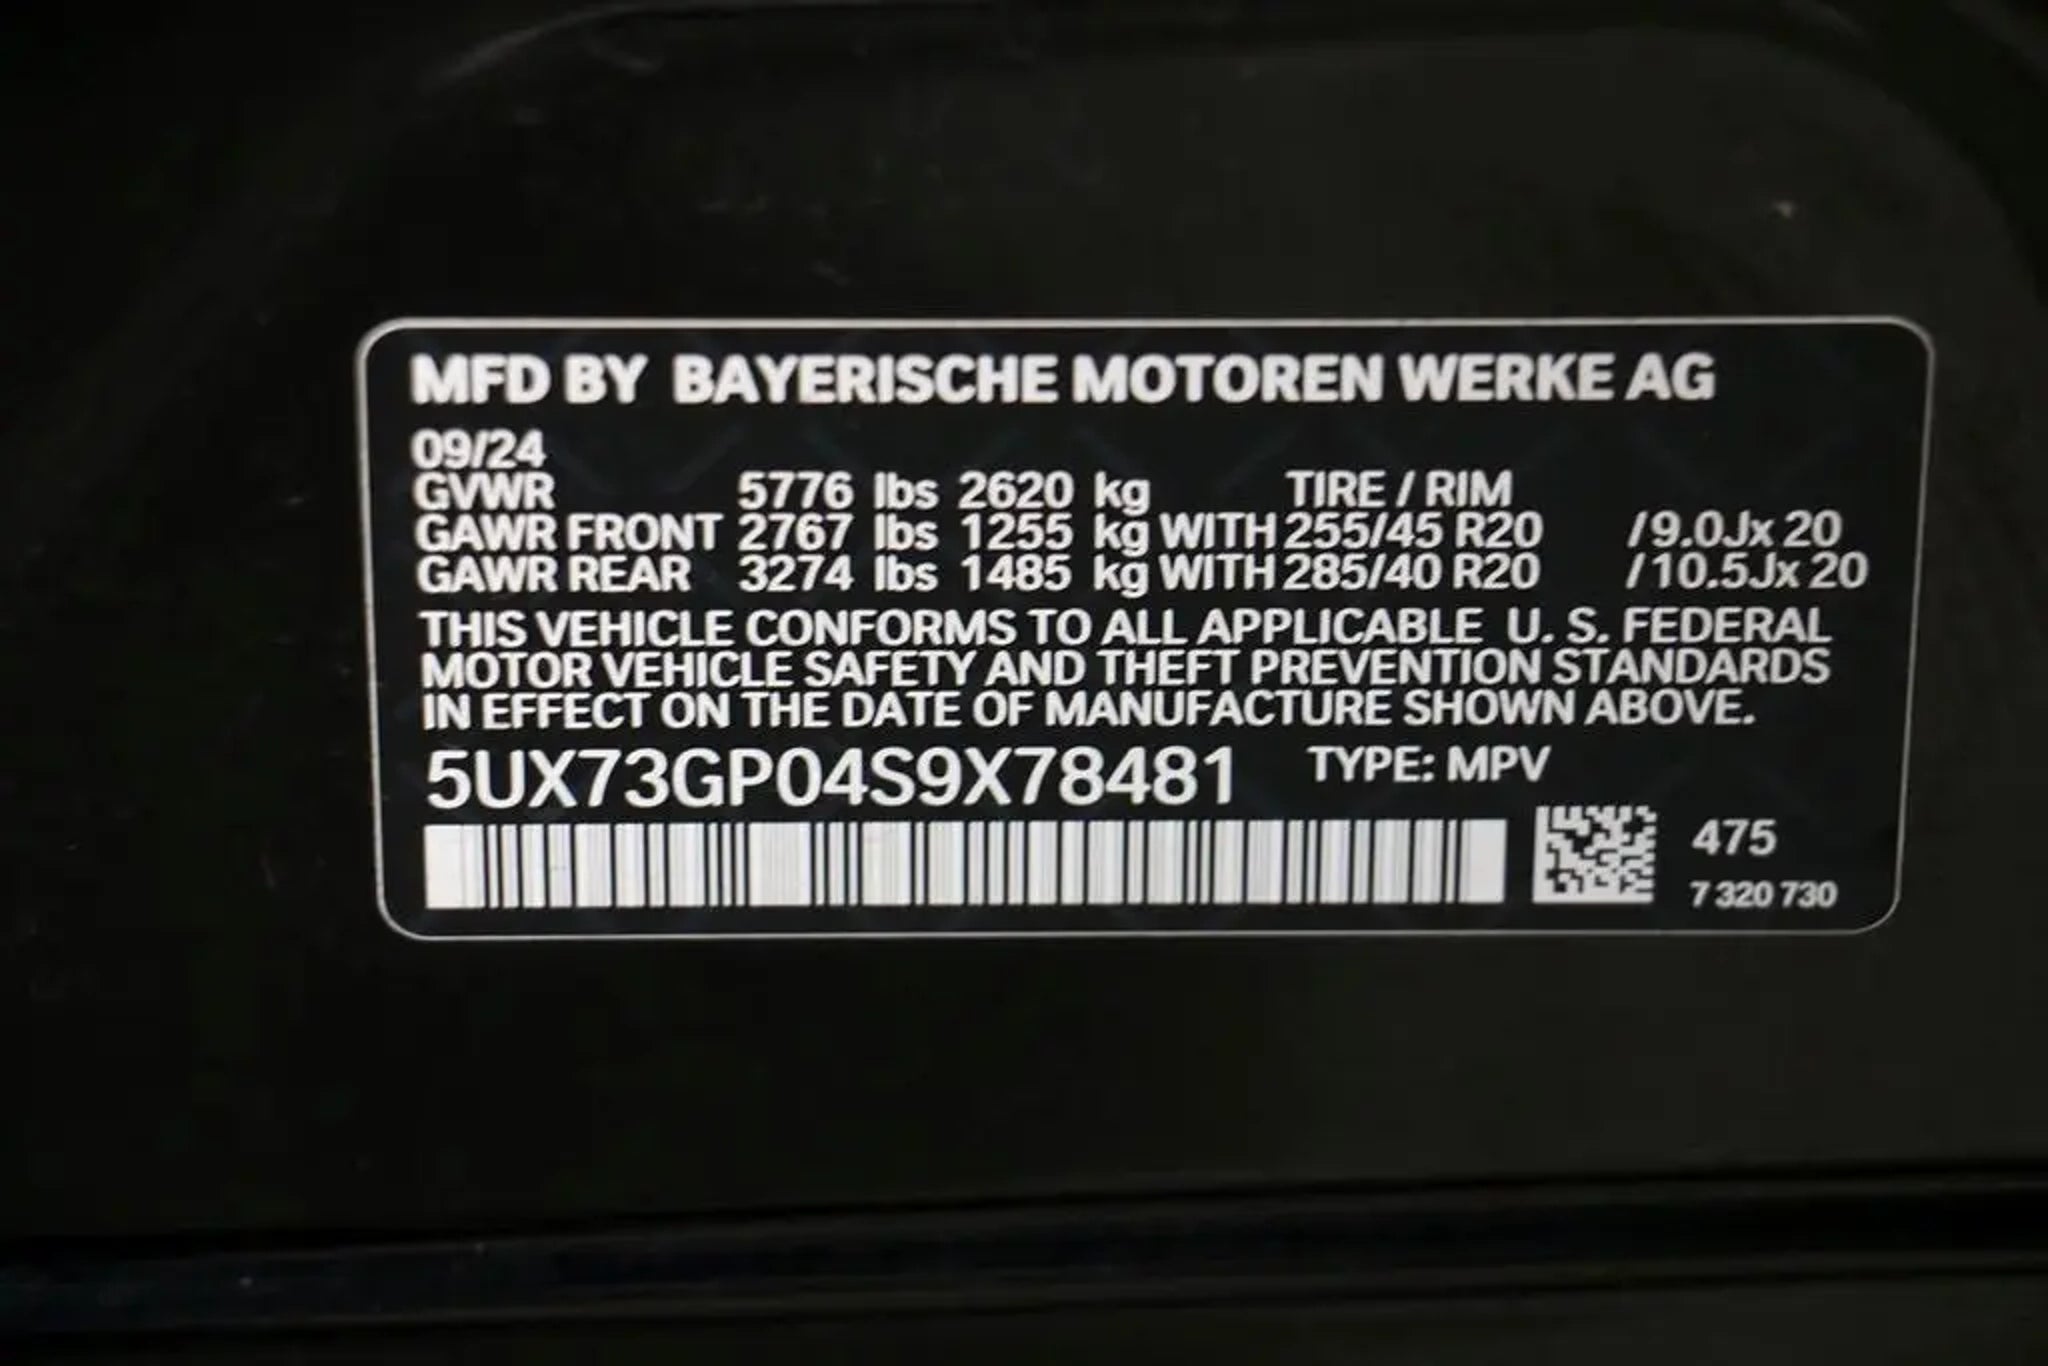 MFD BY BAYERISCHE MOTOREN WERKE AG
09/24
GVWR 5776 lbs 2620 kg TIRE / RIM
GAWR FRONT 2767 lbs 1255 kg WITH 255/45 R20 /9.0Jx 20
GAWR REAR 3274 lbs 1485 kg WITH 285/40 R20 /10.5Jx 20
THIS VEHICLE CONFORMS TO ALL APPLICABLE U. S. FEDERAL
MOTOR VEHICLE SAFETY AND THEFT PREVENTION STANDARDS
IN EFFECT ON THE DATE OF MANUFACTURE SHOWN ABOVE.
5UX73GP04S9X78481 TYPE: MPV
475
7 320 730